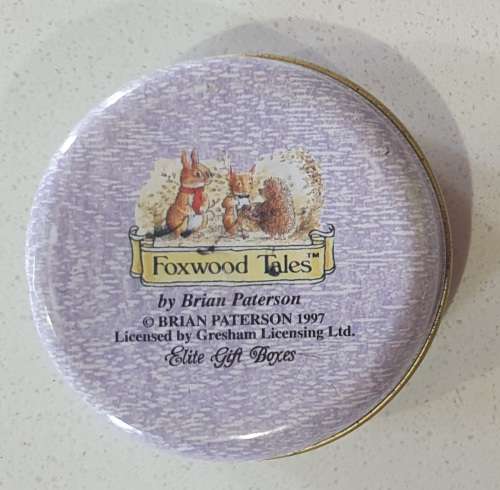 Foxwood Tales™
by Brian Paterson
© BRIAN PATERSON 1997
Licensed by Gresham Licensing Ltd.
Elite Gift Boxes